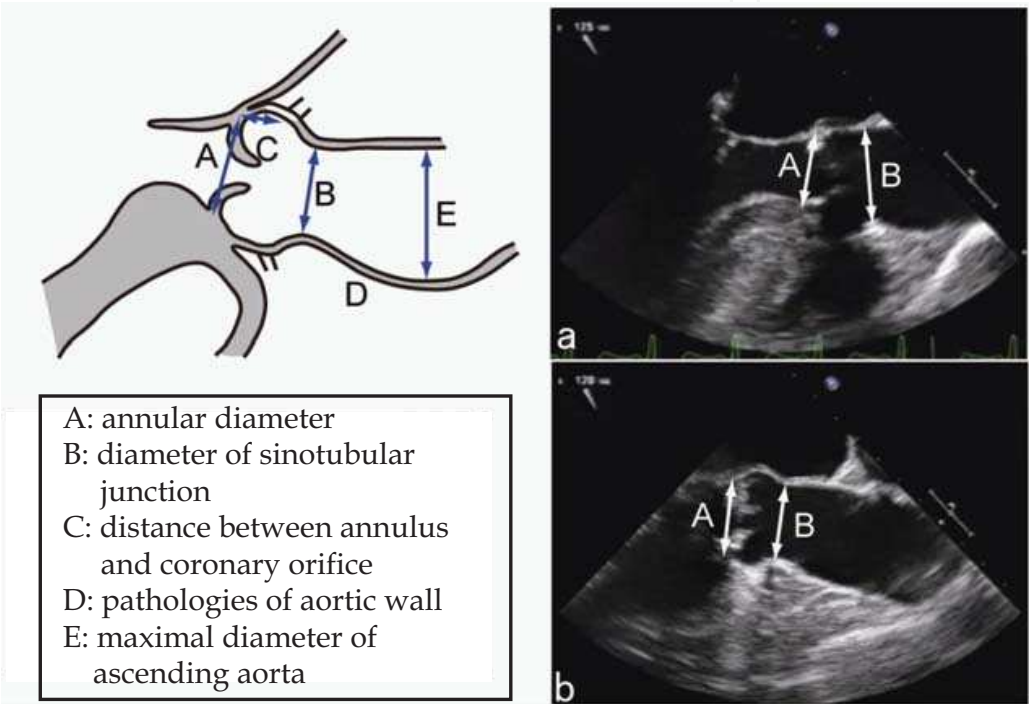 A
C
B
E
D
A: annular diameter
B: diameter of sinotubular
junction
C: distance between annulus
and coronary orifice
D: pathologies of aortic wall
E: maximal diameter of
ascending aorta
A
B
a
A
B
b